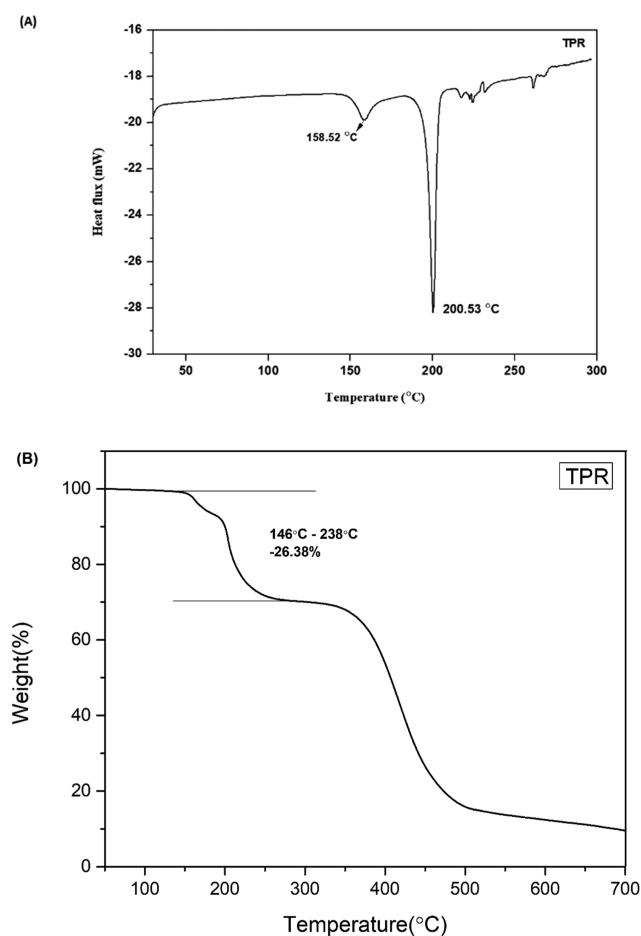 (A)
TPR
-16
-18
-20
-22
-24
-26
-28
-30
158.52 °C
200.53 °C
Heat flux (mW)
50
100
150
200
250
300
Temperature (°C)
(B)
TPR
100
80
60
40
20
0
146°C - 238°C
-26.38%
Weight(%)
100
200
300
400
500
600
700
Temperature(°C)